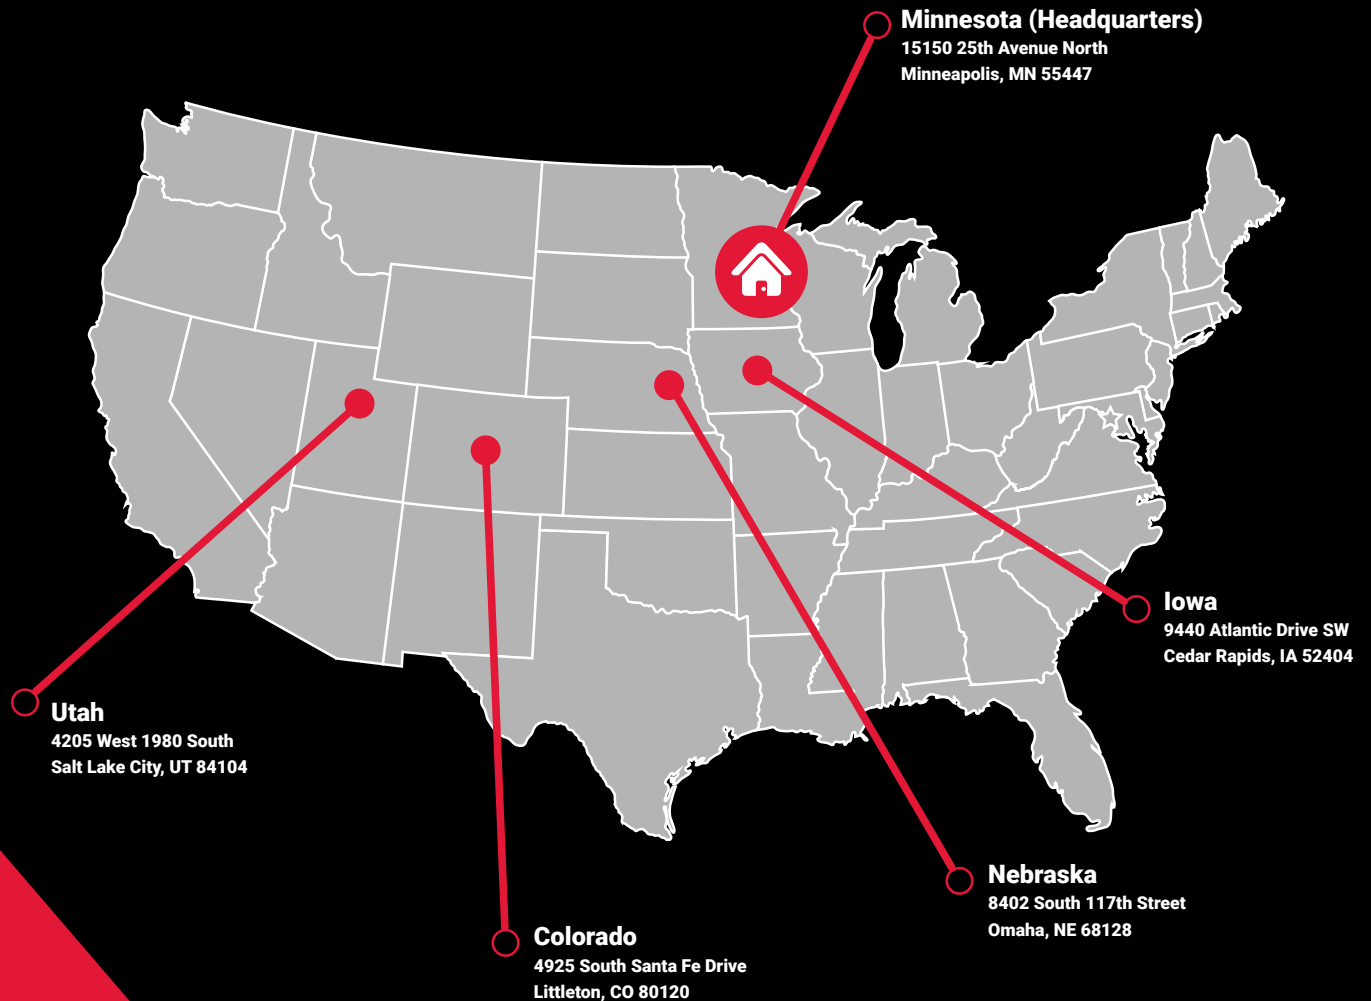 Minnesota (Headquarters)
15150 25th Avenue North
Minneapolis, MN 55447
Iowa
9440 Atlantic Drive SW
Cedar Rapids, IA 52404
Utah
4205 West 1980 South
Salt Lake City, UT 84104
Nebraska
8402 South 117th Street
Omaha, NE 68128
Colorado
4925 South Santa Fe Drive
Littleton, CO 80120